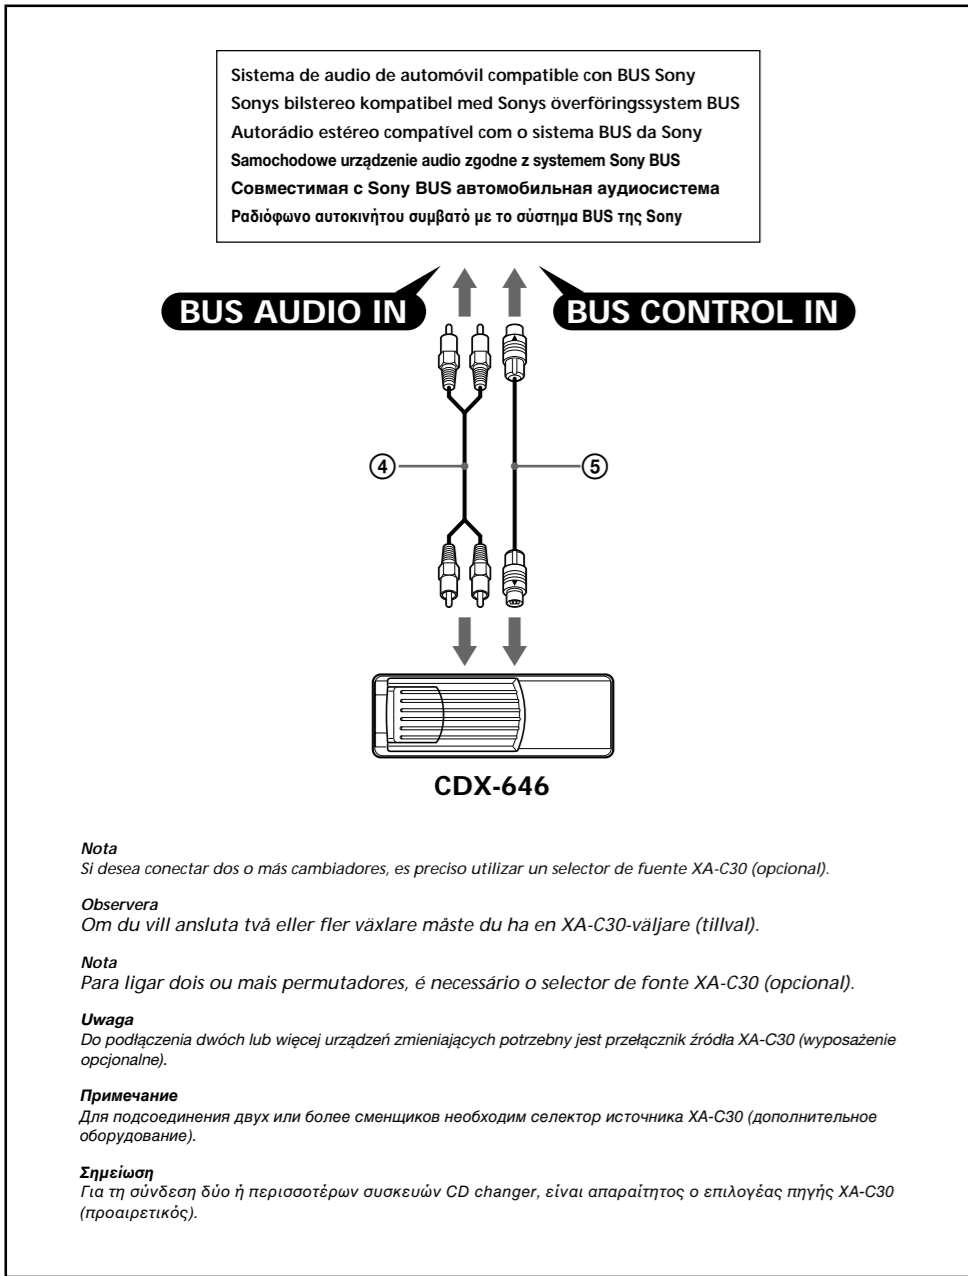 Sistema de audio de automóvil compatible con BUS Sony
Sonys bilstereo kompatibel med Sonys överföringssystem BUS
Autorádio estéreo compatível com o sistema BUS da Sony
Samochodowe urządzenie audio zgodne z systemem Sony BUS
Совместимая с Sony BUS автомобильная аудиосистема
Ραδιόφωνο αυτοκινήτου συμβατό με το σύστημα BUS της Sony
BUS AUDIO IN
BUS CONTROL IN
④
⑤
CDX-646
Nota
Si desea conectar dos o más cambiadores, es preciso utilizar un selector de fuente XA-C30 (opcional).
Observera
Om du vill ansluta två eller fler växlare måste du ha en XA-C30-väljare (tillval).
Nota
Para ligar dois ou mais permutadores, é necessário o selector de fonte XA-C30 (opcional).
Uwaga
Do podłączenia dwóch lub więcej urządzeń zmieniających potrzebny jest przełącznik źródła XA-C30 (wyposażenie
opcjonalne).
Примечание
Для подсоединения двух или более сменщиков необходим селектор источника XA-C30 (дополнительное
оборудование).
Σημείωση
Για τη σύνδεση δύο ή περισσοτέρων συσκευών CD changer, είναι απαραίτητος ο επιλογέας πηγής XA-C30
(προαιρετικός).